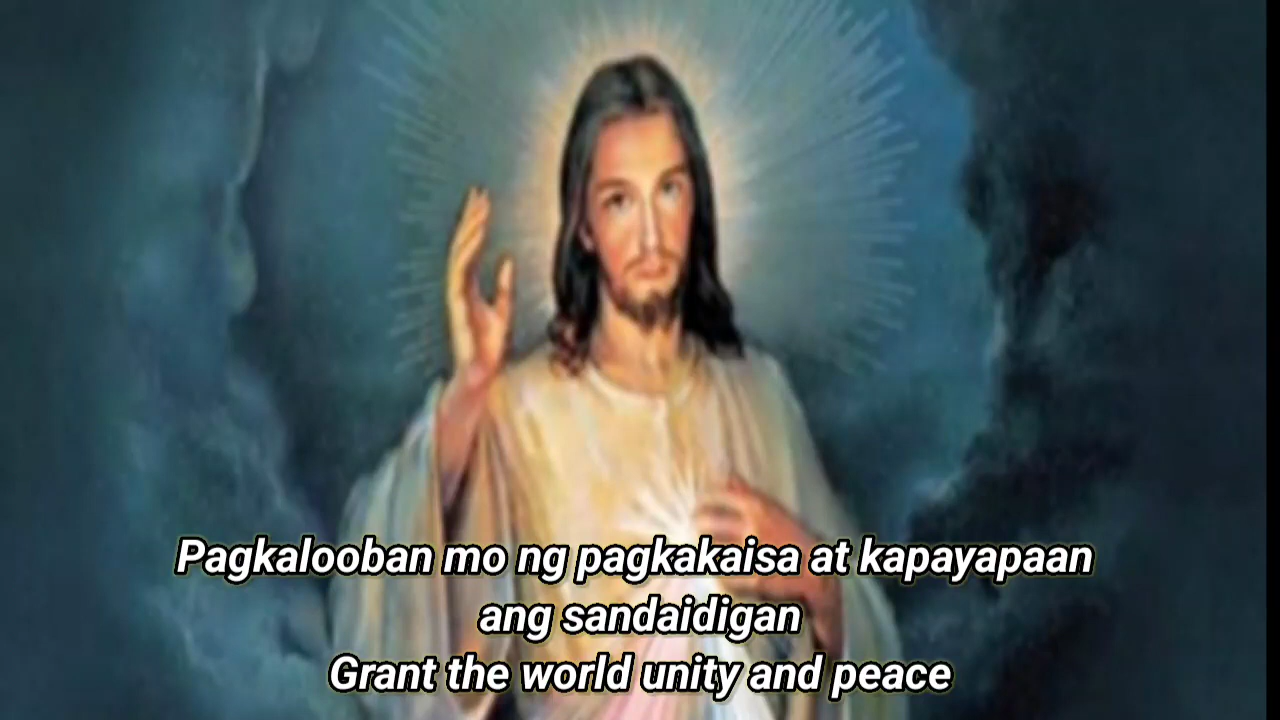 Pagkalooban mo ng pagkakaisa at kapayapaan
ang sandaidigan
Grant the world unity and peace